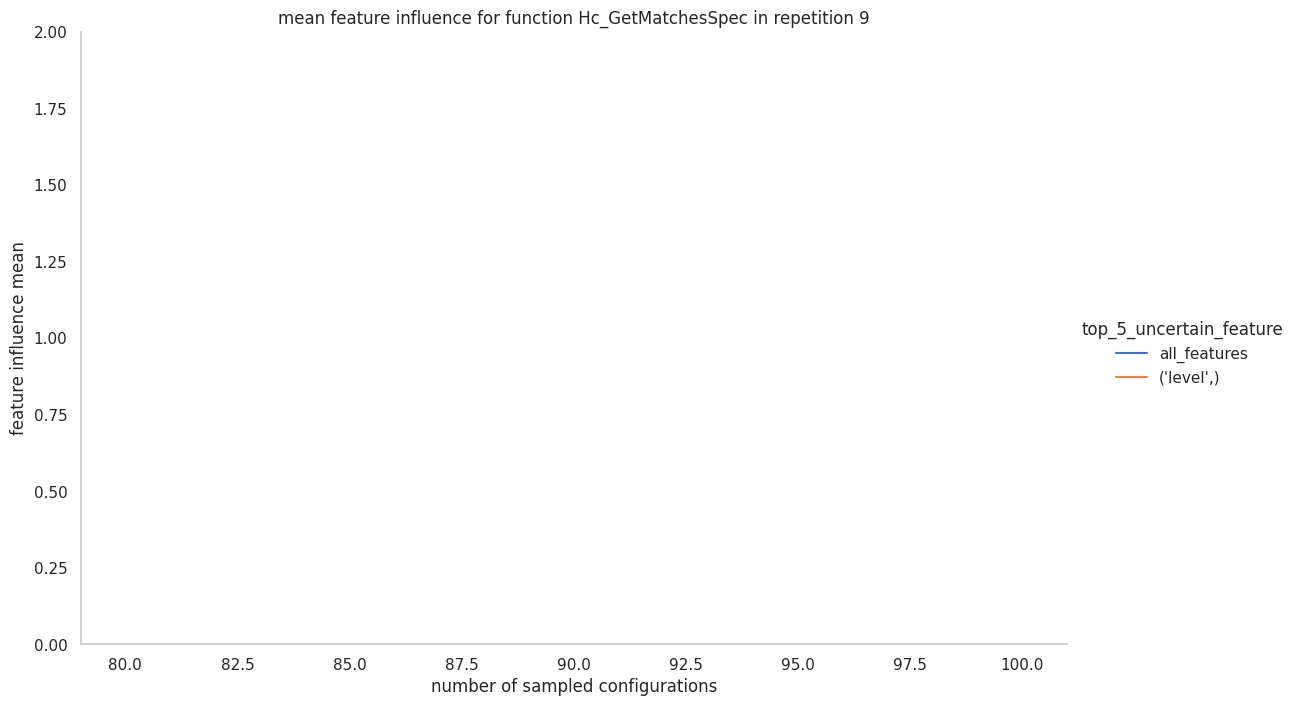 mean feature influence for function Hc_GetMatchesSpec in repetition 9
2.00
1.75
1.50
1.25
1.00
0.75
0.50
0.25
0.00
feature influence mean
80.0 82.5 85.0 87.5 90.0 92.5 95.0 97.5 100.0
number of sampled configurations
top_5_uncertain_feature
all_features
('level',)